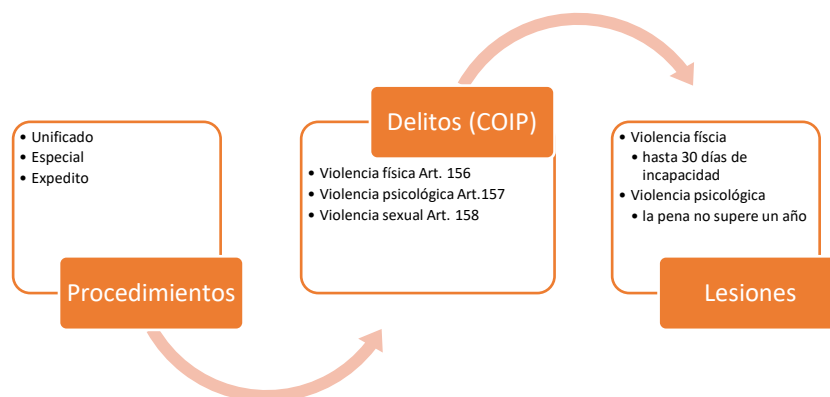 • Unificado
• Especial
• Expedito
Procedimientos
Delitos (COIP)
• Violencia física Art. 156
• Violencia psicológica Art.157
• Violencia sexual Art. 158
• Violencia físcia
• hasta 30 días de
incapacidad
• Violencia psicológica
• la pena no supere un año
Lesiones